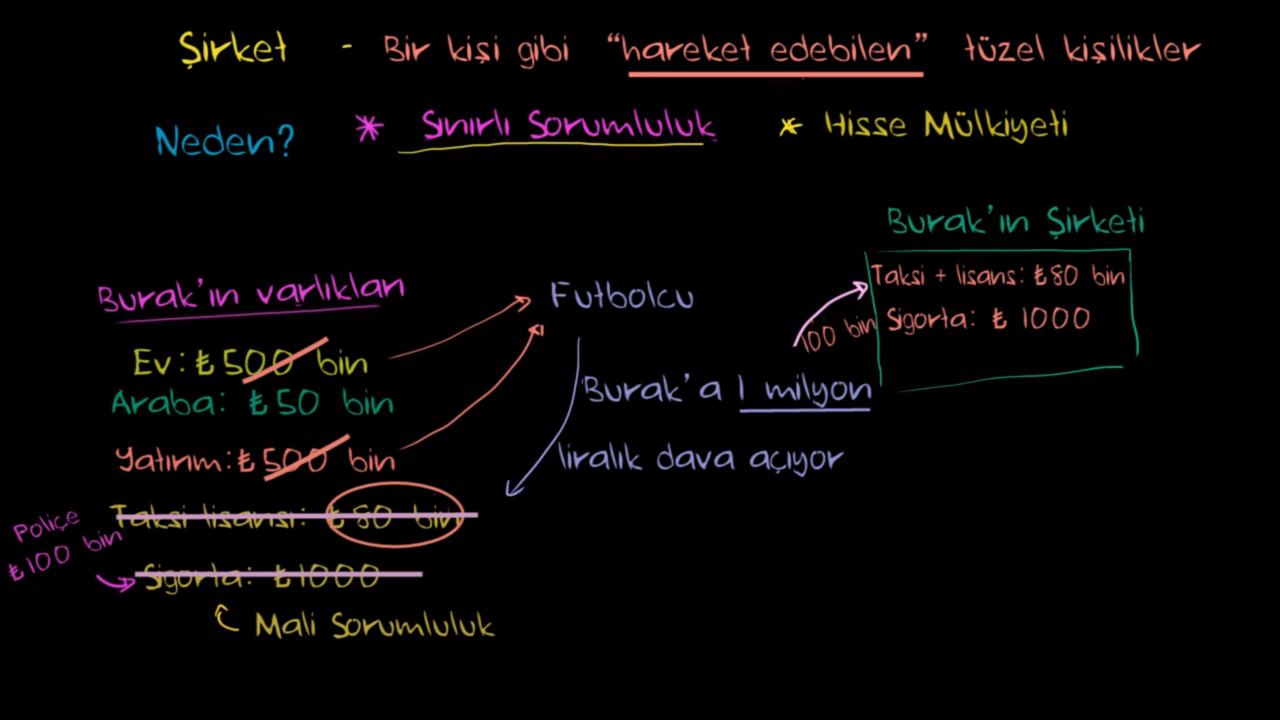 Şirket - Bir kişi gibi "hareket edebilen" tüzel kişilikler
Neden? * Sınırlı Sorumluluk * Hisse Mülkiyeti
Burak'ın Şirketi
Taksi + lisans: ₺80 bin
Sigorta: ₺ 1000
100 bin
Burak'ın varlıkları
Ev: ₺500 bin
Araba: ₺50 bin
Yatırım: ₺500 bin
Taksi lisansı: ₺80 bin
Sigorta: ₺1000
Poliçe
₺100 bin
Mali Sorumluluk
Futbolcu
Burak'a 1 milyon
liralık dava açıyor